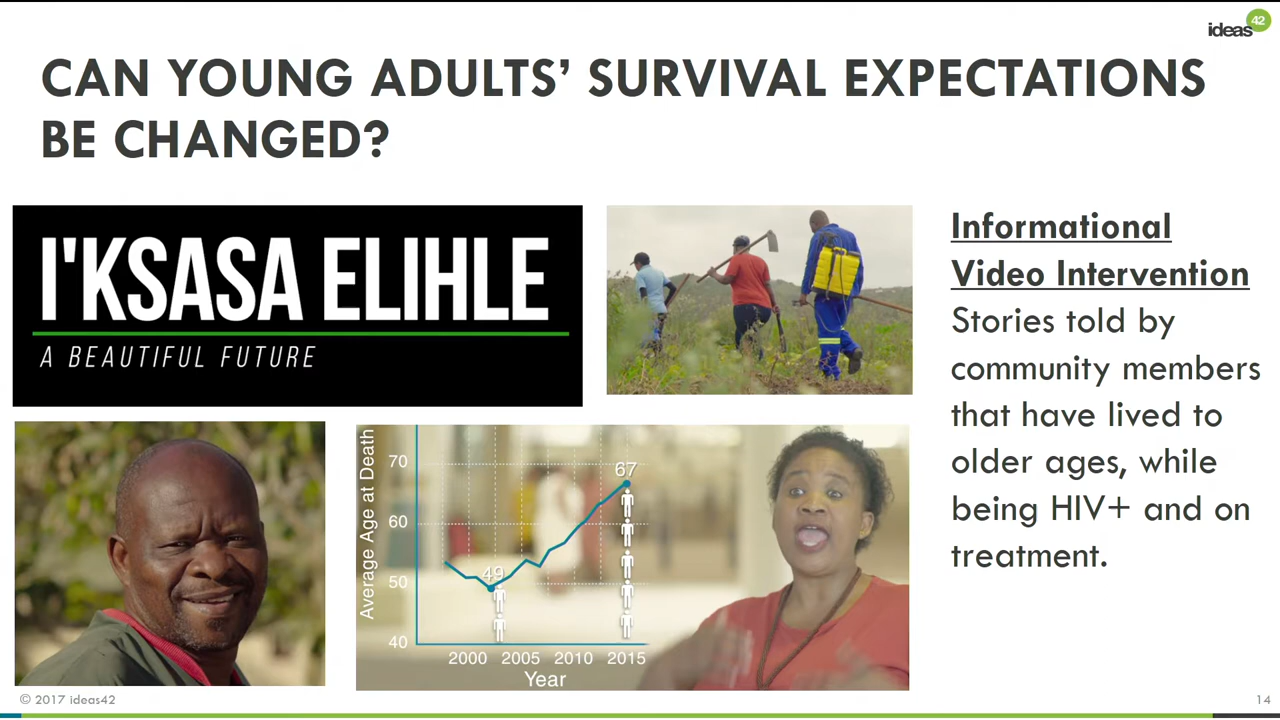 ideas42
CAN YOUNG ADULTS’ SURVIVAL EXPECTATIONS
BE CHANGED?
I'KSASA ELIHLE
A BEAUTIFUL FUTURE
Informational
Video Intervention
Stories told by
community members
that have lived to
older ages, while
being HIV+ and on
treatment.
Average Age at Death
70
60
50
40
49
67
2000 2005 2010 2015
Year
© 2017 ideas42
14